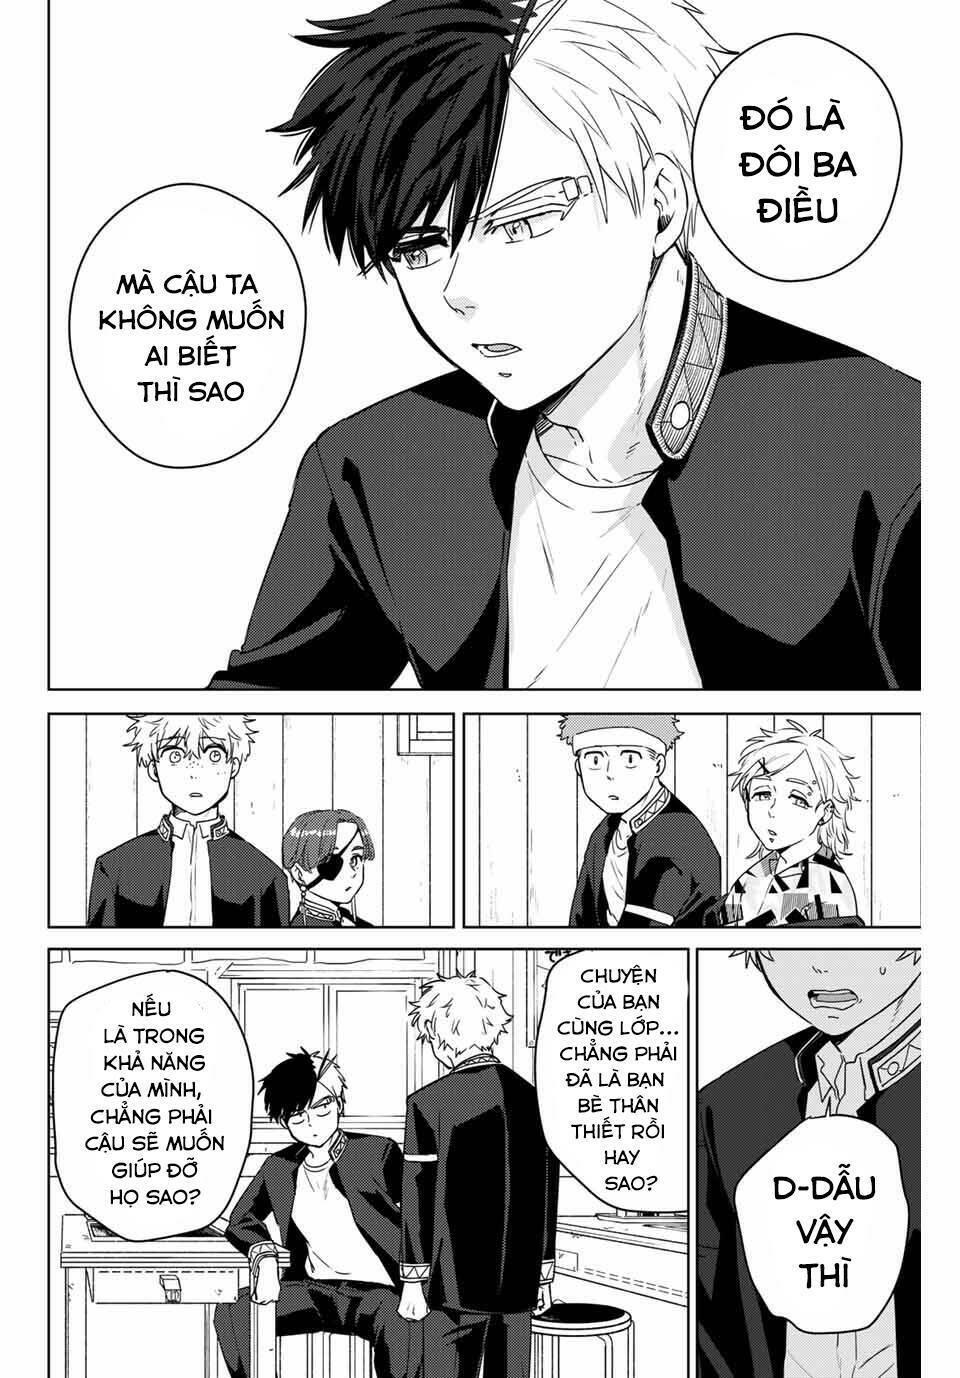 ĐÓ LÀ
ĐÔI BA
ĐIỀU
MÀ CẬU TA
KHÔNG MUỐN
AI BIẾT
THÌ SAO
D-DẪU
VẬY
THÌ
CHUYỆN
CỦA BẠN
CÙNG LỚP...
CHẲNG PHẢI
ĐÃ LÀ BẠN
BÈ THÂN
THIẾT RỒI
HAY
SAO?
NẾU
LÀ TRONG
KHẢ NĂNG
CỦA MÌNH,
CHẲNG PHẢI
CẬU SẼ MUỐN
GIÚP ĐỠ
HỌ SAO?